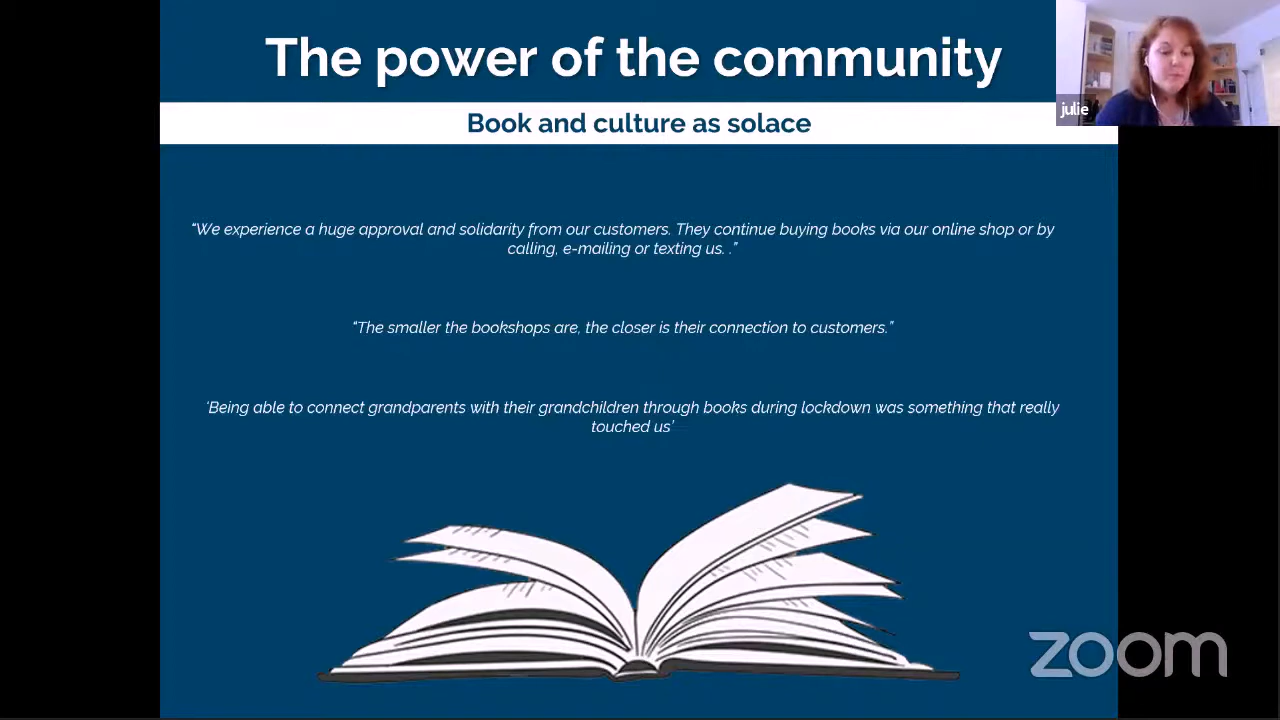 The power of the community
julie
Book and culture as solace
“We experience a huge approval and solidarity from our customers. They continue buying books via our online shop or by
calling, e-mailing or texting us. .”
“The smaller the bookshops are, the closer is their connection to customers.”
‘Being able to connect grandparents with their grandchildren through books during lockdown was something that really
touched us’
zoom